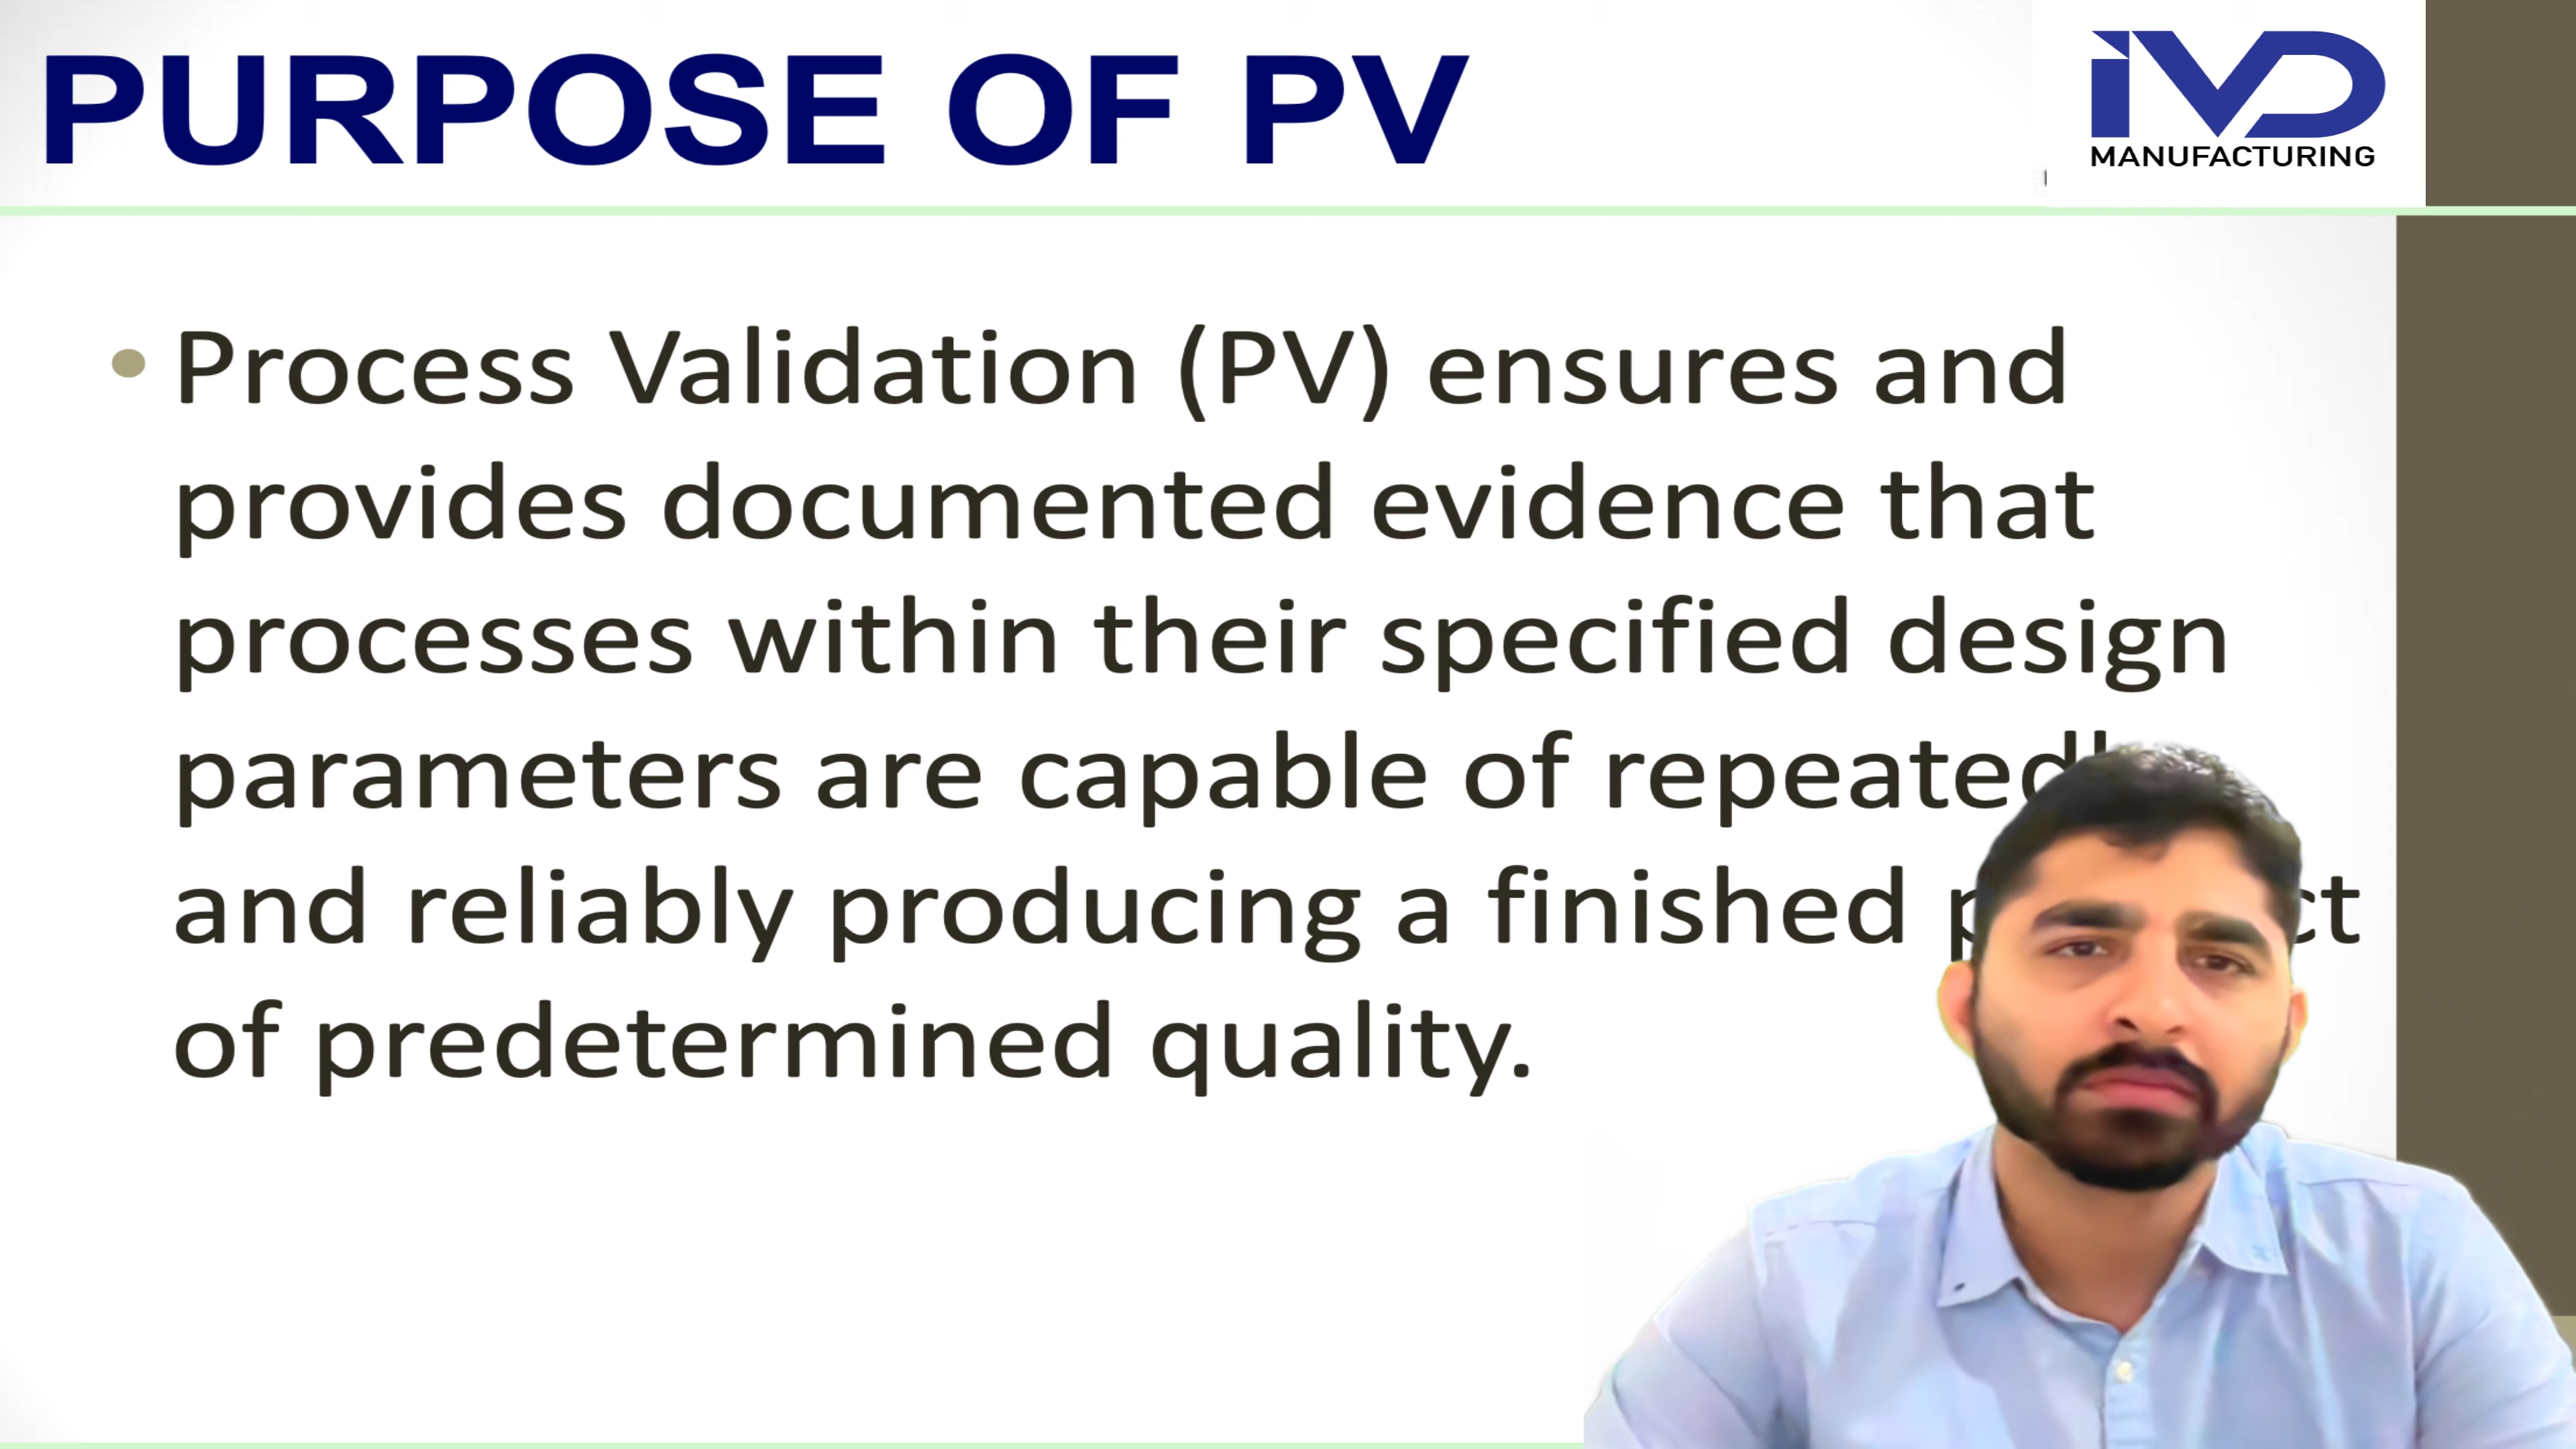 PURPOSE OF PV
iVD
MANUFACTURING
• Process Validation (PV) ensures and
provides documented evidence that
processes within their specified design
parameters are capable of
and reliably producing a finished
of predetermined quality.